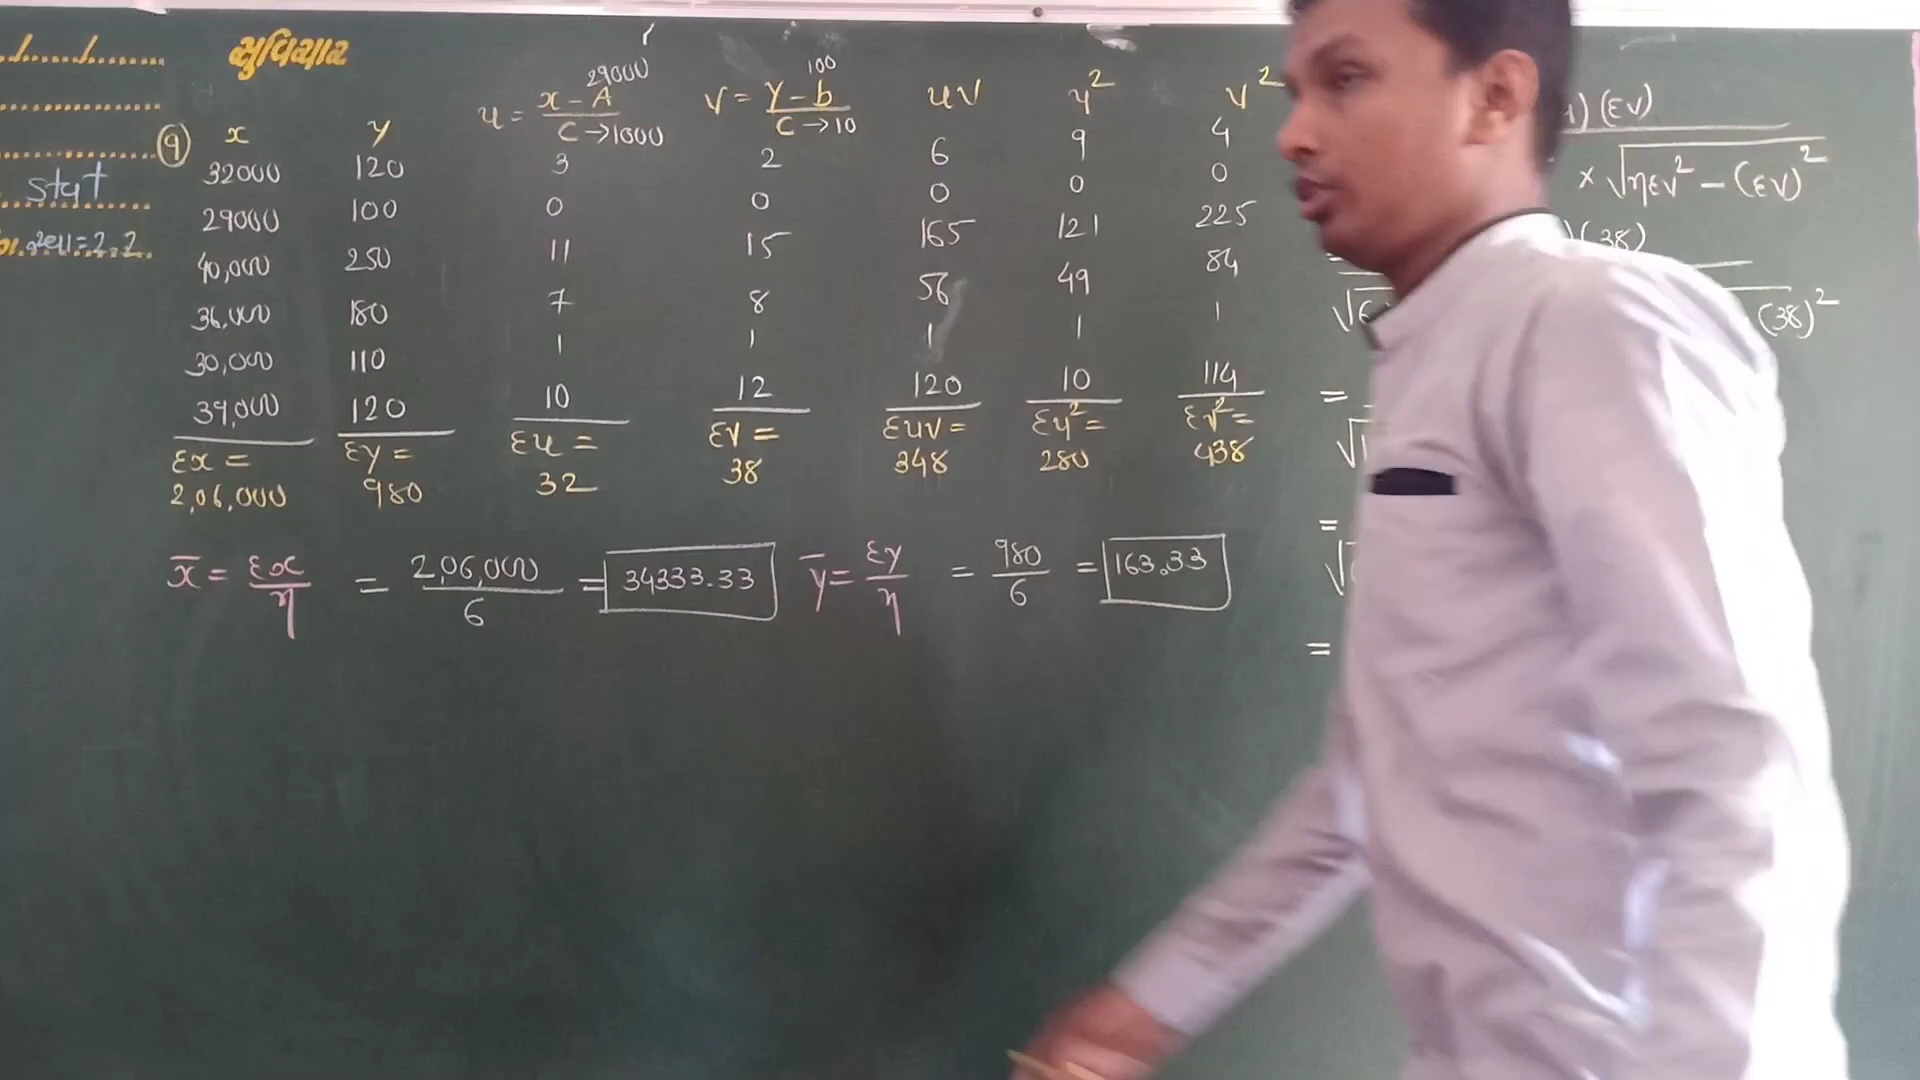 સુવિચાર
stat
(9) x y u = x - A / C→1000 29000 v = y - b / C→10 100 uv u² v²
32000 120 3 2 6 9 4
29000 100 0 0 0 0 0
40,000 250 11 15 165 121 225
36,000 180 7 8 56 49 84
30,000 110 1 1 1 1 1
39,000 120 10 12 120 10 114
Σx = Σy = Σu = Σv = Σuv = Σu² = Σv² =
2,06,000 980 32 38 348 280 438
x̄ = Σx / n = 2,06,000 / 6 = 34333.33 ȳ = Σy / n = 980 / 6 = 163.33
)(Σv)
× √nΣv² - (Σv)²
)(38)
(38)²